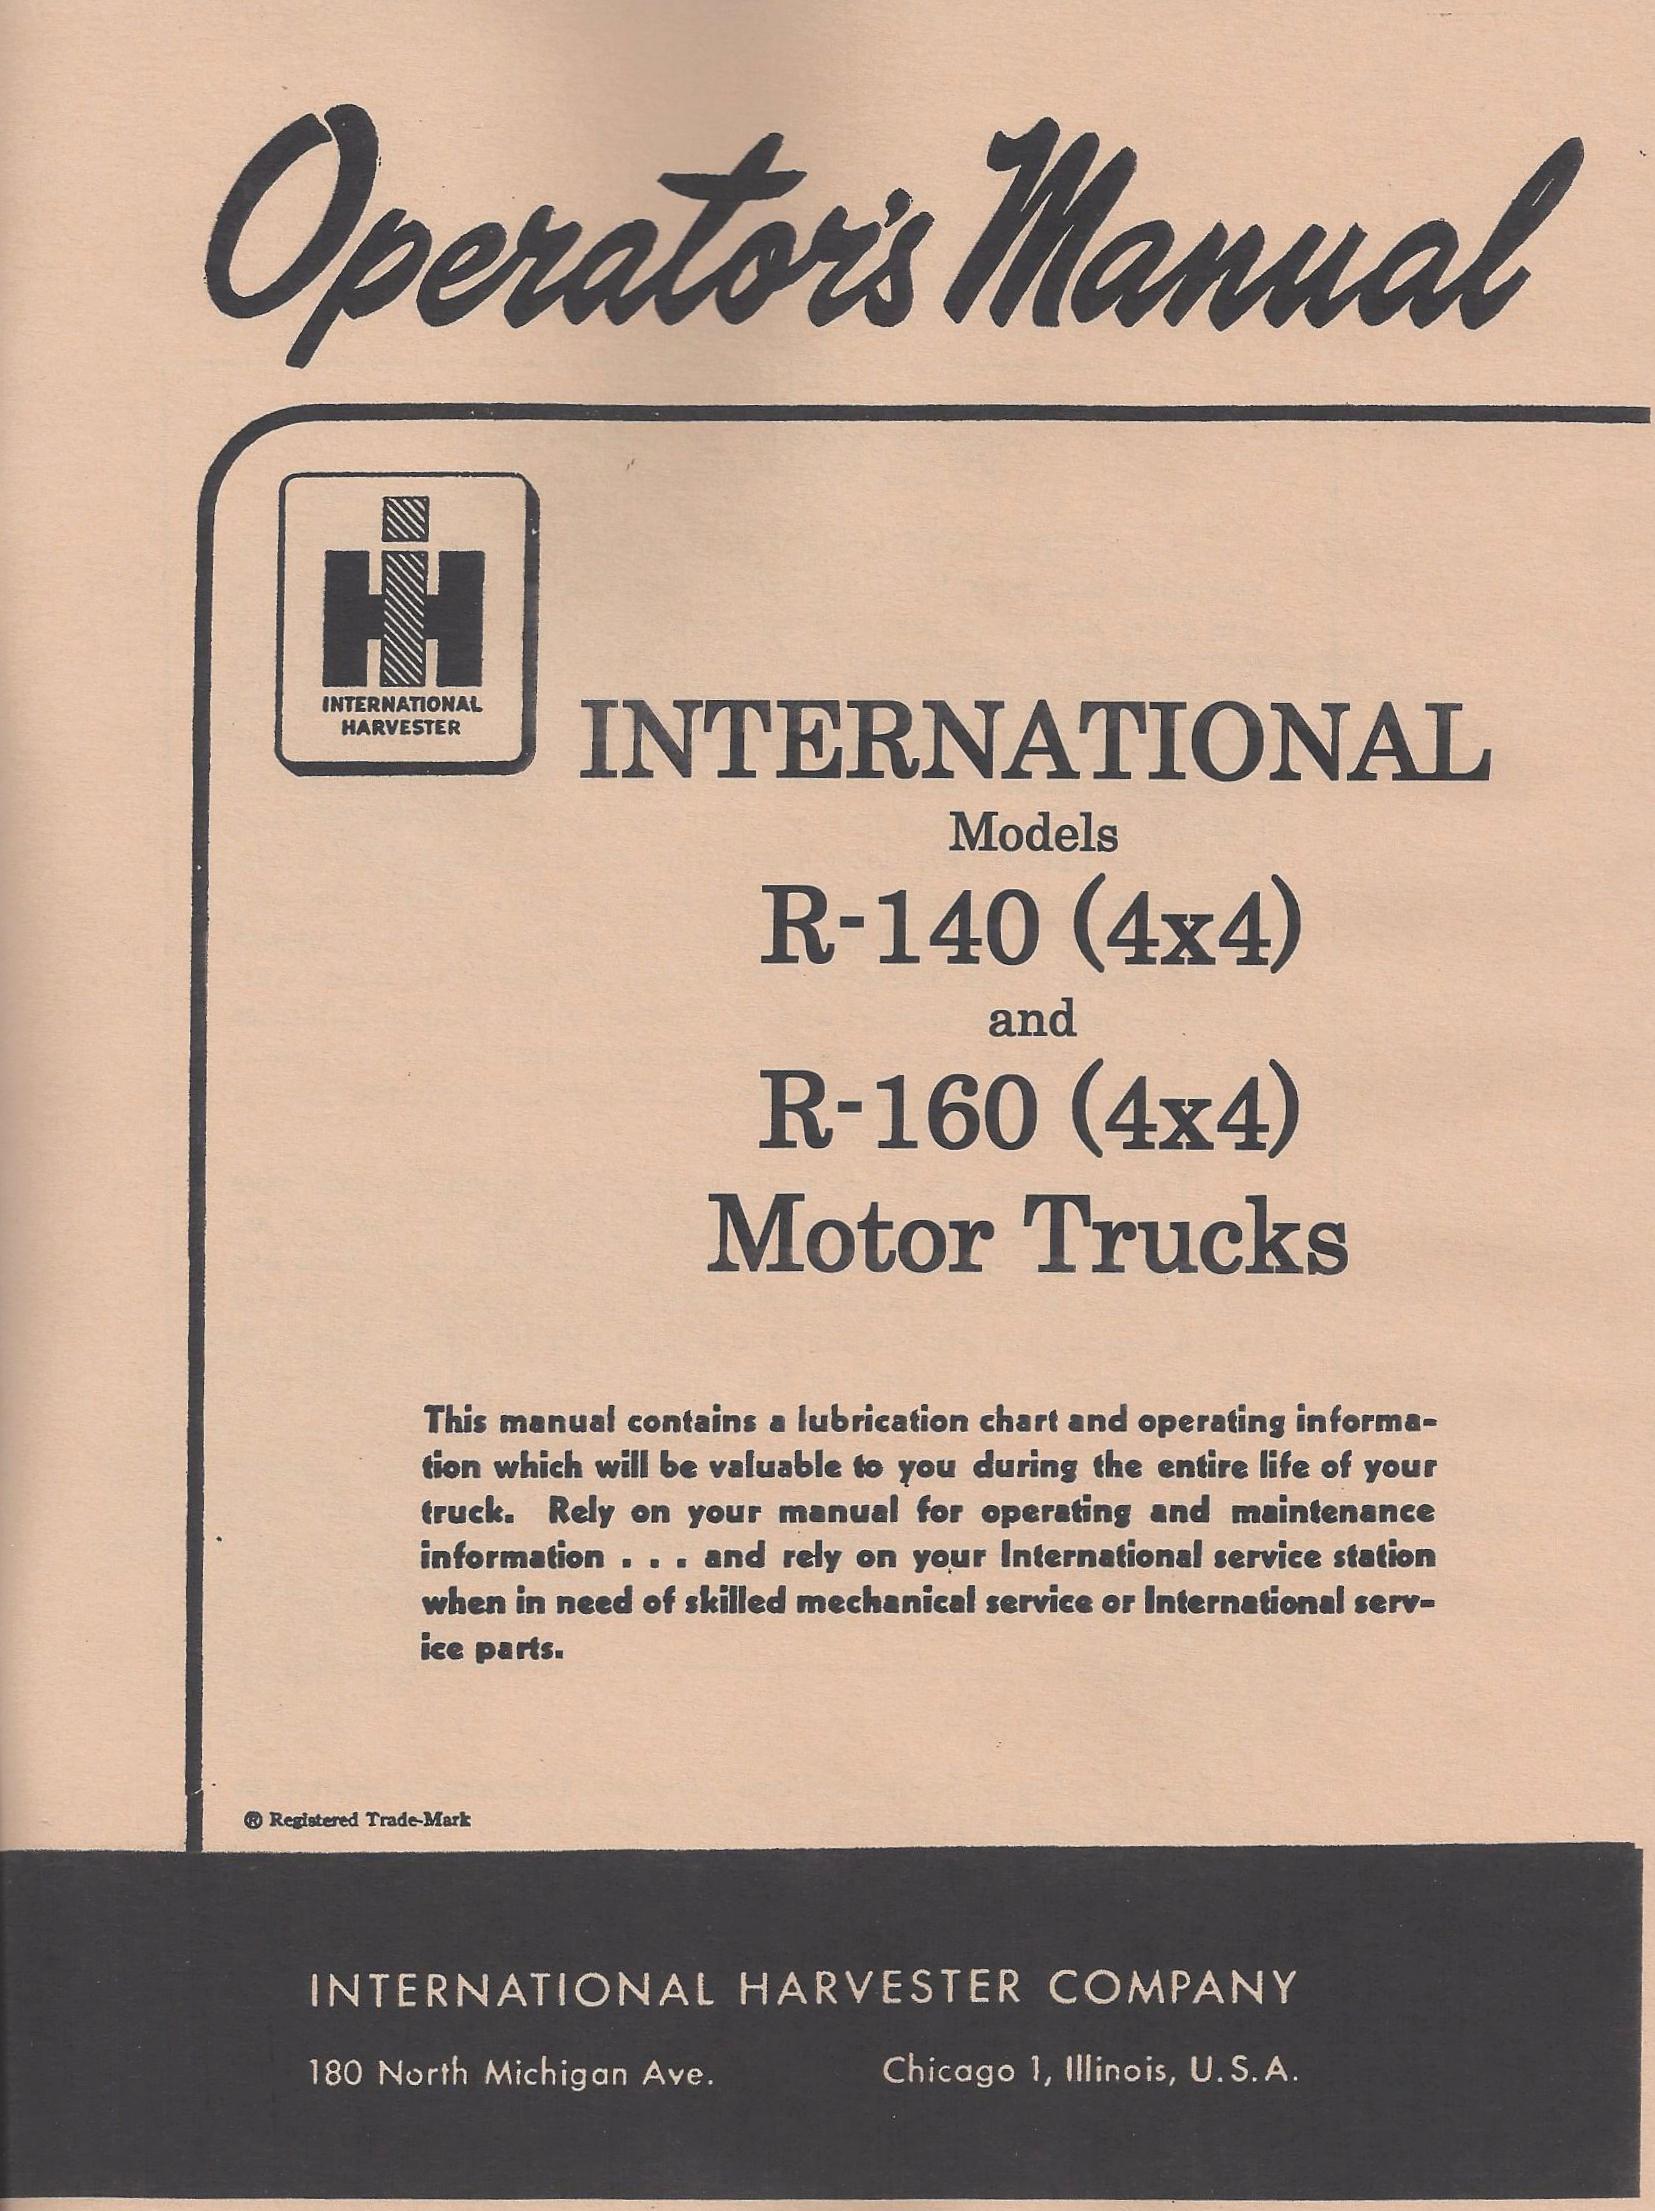 Operator's Manual
IH
INTERNATIONAL
HARVESTER
INTERNATIONAL
Models
R-140 (4x4)
and
R-160 (4x4)
Motor Trucks
This manual contains a lubrication chart and operating informa-
tion which will be valuable to you during the entire life of your
truck. Rely on your manual for operating and maintenance
information . . . and rely on your International service station
when in need of skilled mechanical service or International serv-
ice parts.
® Registered Trade-Mark
INTERNATIONAL HARVESTER COMPANY
180 North Michigan Ave. Chicago 1, Illinois, U.S.A.